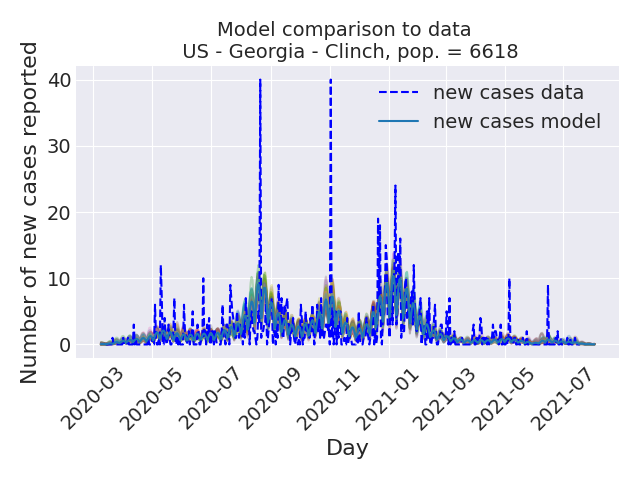 Model comparison to data
US - Georgia - Clinch, pop. = 6618
Number of new cases reported
40
30
20
10
0
new cases data
new cases model
2020-03
2020-05
2020-07
2020-09
2020-11
2021-01
2021-03
2021-05
2021-07
Day